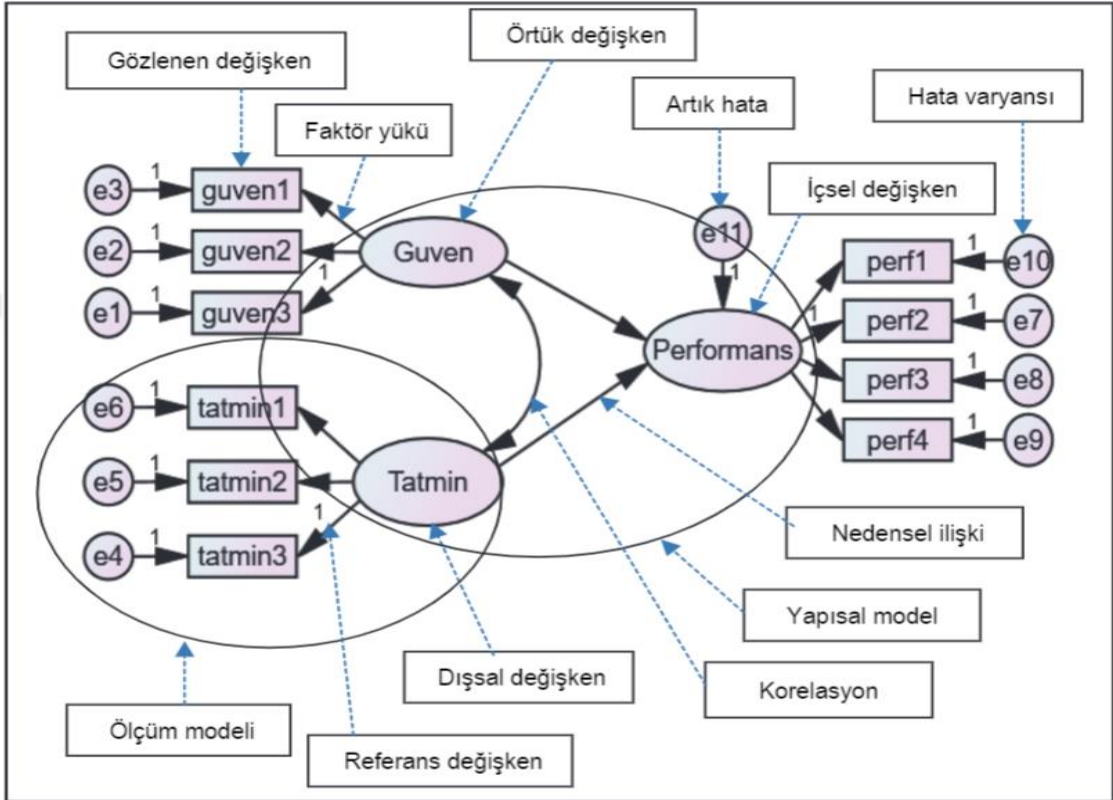 Örtük değişken
Gözlenen değişken
Artık hata
Hata varyansı
Faktör yükü
İçsel değişken
e3
1
guven1
e2
1
guven2
e1
1
guven3
1
Guven
e11
1
Performans
perf1
1
e10
1
perf2
1
e7
perf3
1
e8
perf4
1
e9
e6
1
tatmin1
e5
1
tatmin2
e4
1
tatmin3
1
Tatmin
Nedensel ilişki
Yapısal model
Dışsal değişken
Korelasyon
Ölçüm modeli
Referans değişken